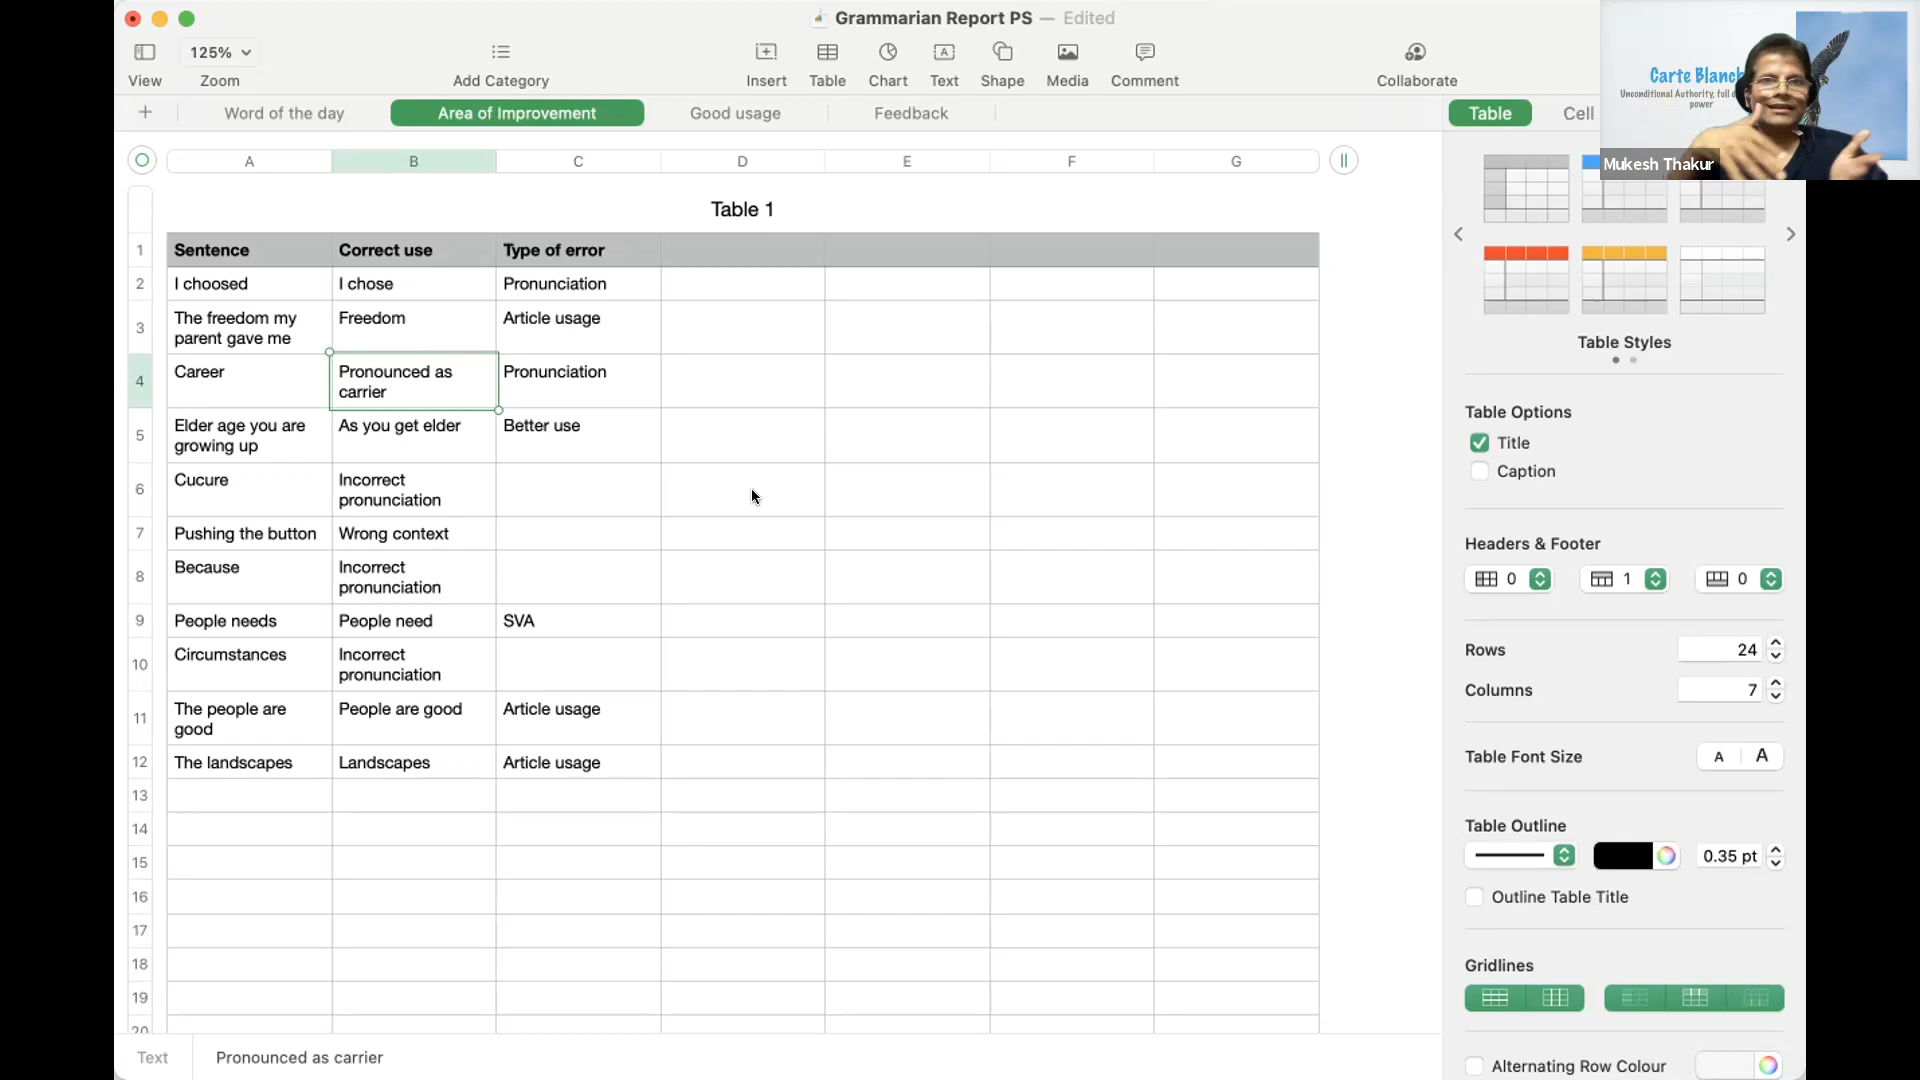 Grammarian Report PS — Edited
125%
View
Zoom
Add Category
Insert
Table
Chart
Text
Shape
Media
Comment
Collaborate
Carte Blanch
Unconditional Authority, full d
power
Mukesh Thakur
Word of the day
Area of Improvement
Good usage
Feedback
Table
Cell
A B C D E F G
Table 1
1 Sentence Correct use Type of error
2 I choosed I chose Pronunciation
3 The freedom my parent gave me Freedom Article usage
4 Career Pronounced as carrier Pronunciation
5 Elder age you are growing up As you get elder Better use
6 Cucure Incorrect pronunciation
7 Pushing the button Wrong context
8 Because Incorrect pronunciation
9 People needs People need SVA
10 Circumstances Incorrect pronunciation
11 The people are good People are good Article usage
12 The landscapes Landscapes Article usage
13
14
15
16
17
18
19
20
Text
Pronounced as carrier
Table Styles
Table Options
Title
Caption
Headers & Footer
0 1 0
Rows 24
Columns 7
Table Font Size A A
Table Outline
0.35 pt
Outline Table Title
Gridlines
Alternating Row Colour